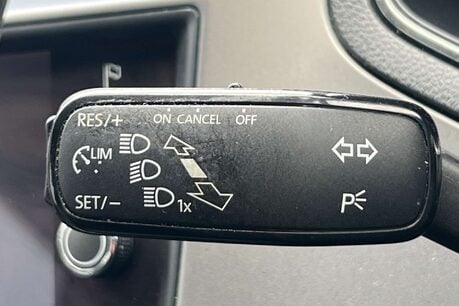 RES/+ ON CANCEL OFF
LIM
SET/- 1x
P